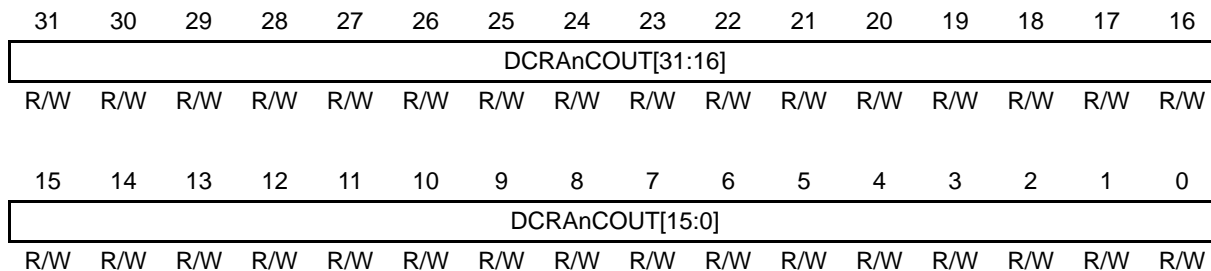 31 30 29 28 27 26 25 24 23 22 21 20 19 18 17 16
DCRAnCOUT[31:16]
R/W R/W R/W R/W R/W R/W R/W R/W R/W R/W R/W R/W R/W R/W R/W R/W
15 14 13 12 11 10 9 8 7 6 5 4 3 2 1 0
DCRAnCOUT[15:0]
R/W R/W R/W R/W R/W R/W R/W R/W R/W R/W R/W R/W R/W R/W R/W R/W